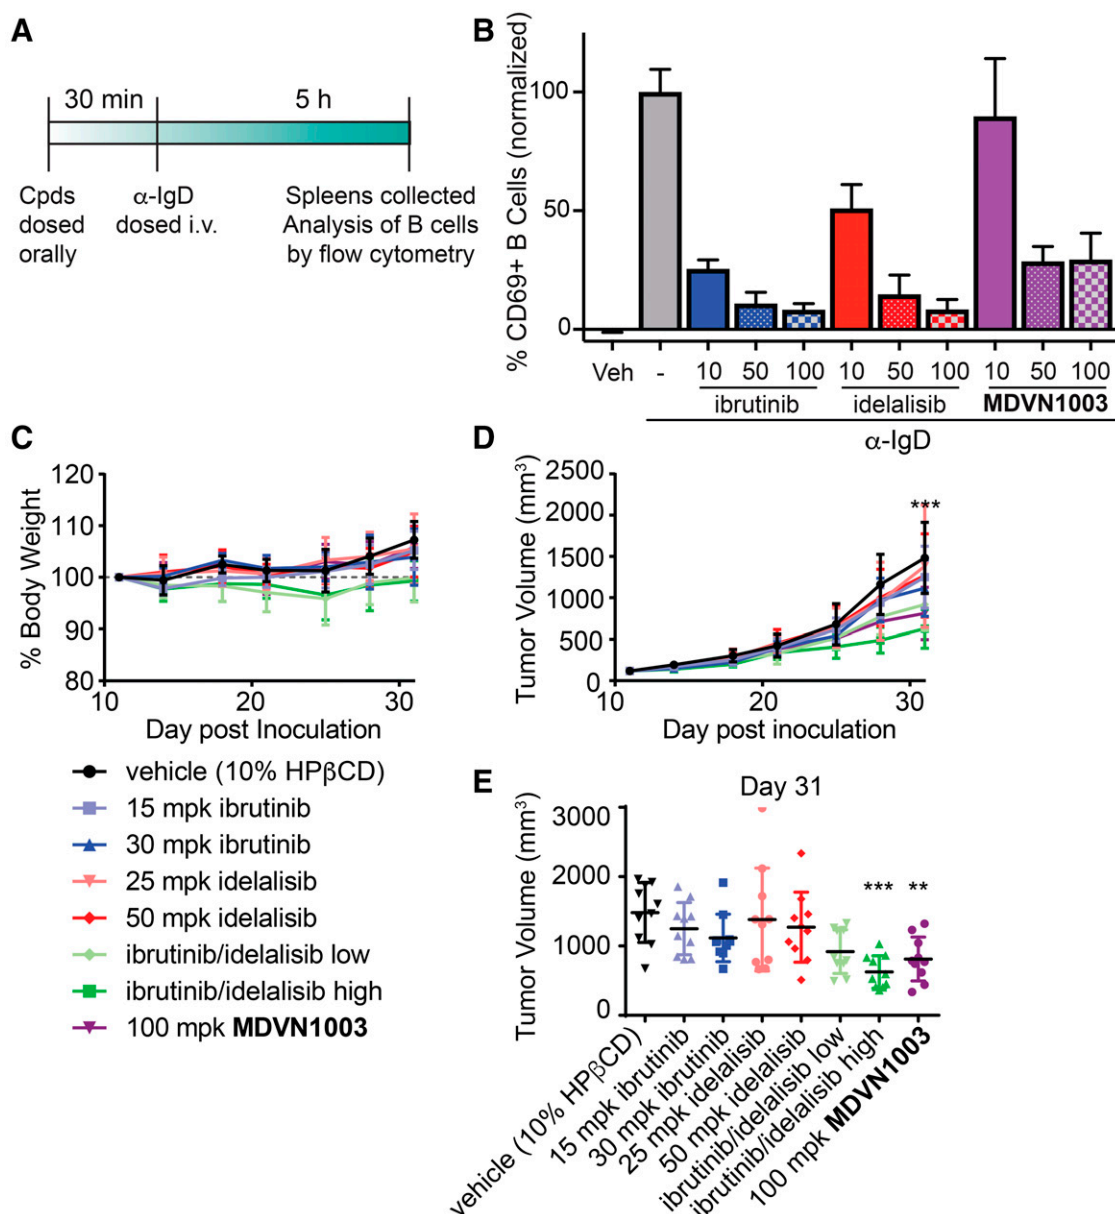 A
30 min
5 h
Cpds
dosed
orally
α-IgD
dosed i.v.
Spleens collected
Analysis of B cells
by flow cytometry
B
% CD69+ B Cells (normalized)
100
50
0
Veh - 10 50 100 10 50 100 10 50 100
ibrutinib idelalisib MDVN1003
α-IgD
C
% Body Weight
120
110
100
90
80
10 20 30
Day post Inoculation
D
Tumor Volume (mm³)
2500
2000
1500
1000
500
0
***
10 20 30
Day post inoculation
vehicle (10% HPβCD)
15 mpk ibrutinib
30 mpk ibrutinib
25 mpk idelalisib
50 mpk idelalisib
ibrutinib/idelalisib low
ibrutinib/idelalisib high
100 mpk MDVN1003
E
Day 31
Tumor Volume (mm³)
3000
2000
1000
0
*** **
vehicle (10% HPβCD)
15 mpk ibrutinib
30 mpk ibrutinib
25 mpk idelalisib
50 mpk idelalisib
ibrutinib/idelalisib low
ibrutinib/idelalisib high
100 mpk MDVN1003